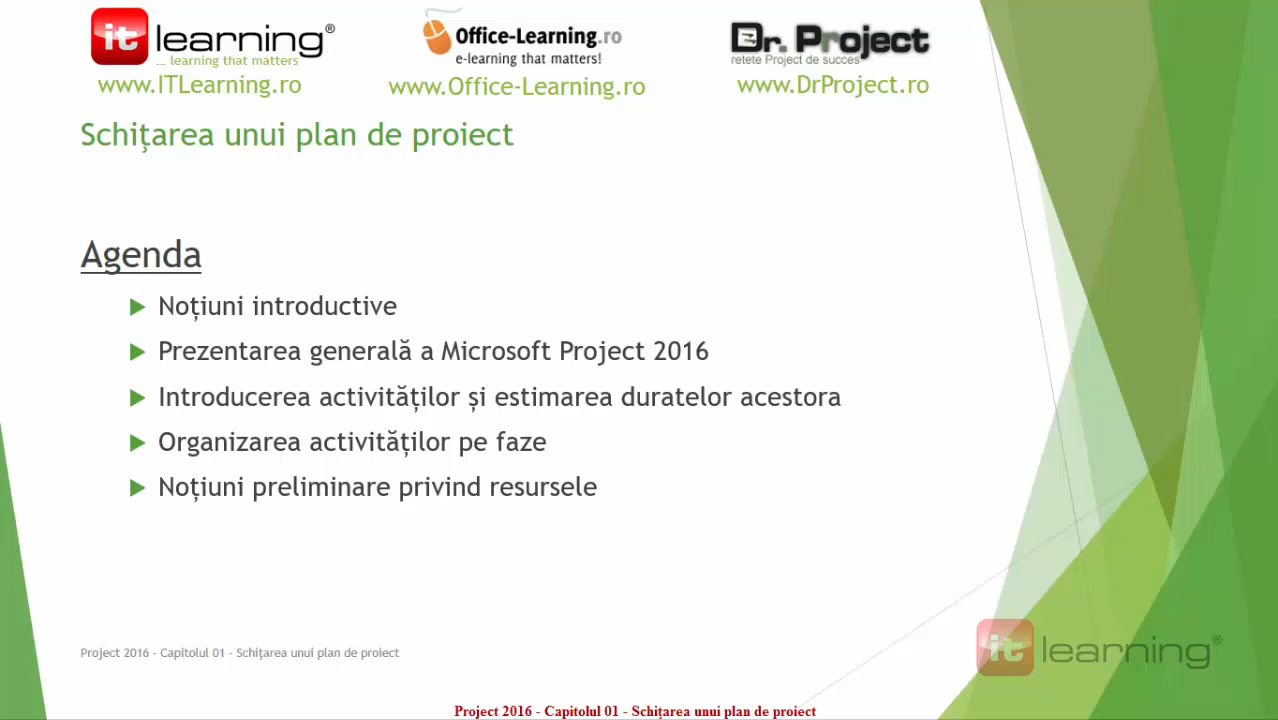 it learning®
... learning that matters
www.ITLearning.ro
Office-Learning.ro
e-learning that matters!
www.Office-Learning.ro
Dr. Project
retete Project de succes
www.DrProject.ro
Schițarea unui plan de proiect
Agenda
Noțiuni introductive
Prezentarea generală a Microsoft Project 2016
Introducerea activităților și estimarea duratelor acestora
Organizarea activităților pe faze
Noțiuni preliminare privind resursele
Project 2016 - Capitolul 01 - Schițarea unui plan de proiect
it learning®
Project 2016 - Capitolul 01 - Schițarea unui plan de proiect